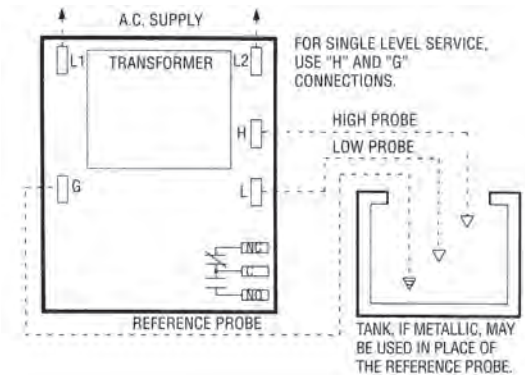 A.C. SUPPLY
L1
TRANSFORMER
L2
FOR SINGLE LEVEL SERVICE,
USE "H" AND "G"
CONNECTIONS.
H
HIGH PROBE
LOW PROBE
G
L
NC
C
NO
REFERENCE PROBE
TANK, IF METALLIC, MAY
BE USED IN PLACE OF
THE REFERENCE PROBE.